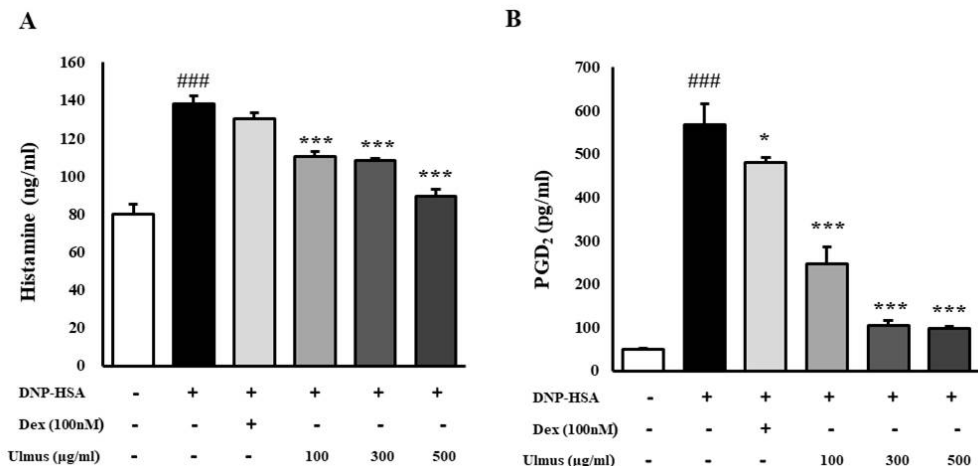 A
Histamine (ng/ml)
160
140
120
100
80
60
40
20
0
###
***
***
***
DNP-HSA - + + + + +
Dex (100nM) - - + - - -
Ulmus (µg/ml) - - - 100 300 500
B
PGD₂ (pg/ml)
700
600
500
400
300
200
100
0
###
*
***
***
***
DNP-HSA - + + + + +
Dex (100nM) - - + - - -
Ulmus (µg/ml) - - - 100 300 500